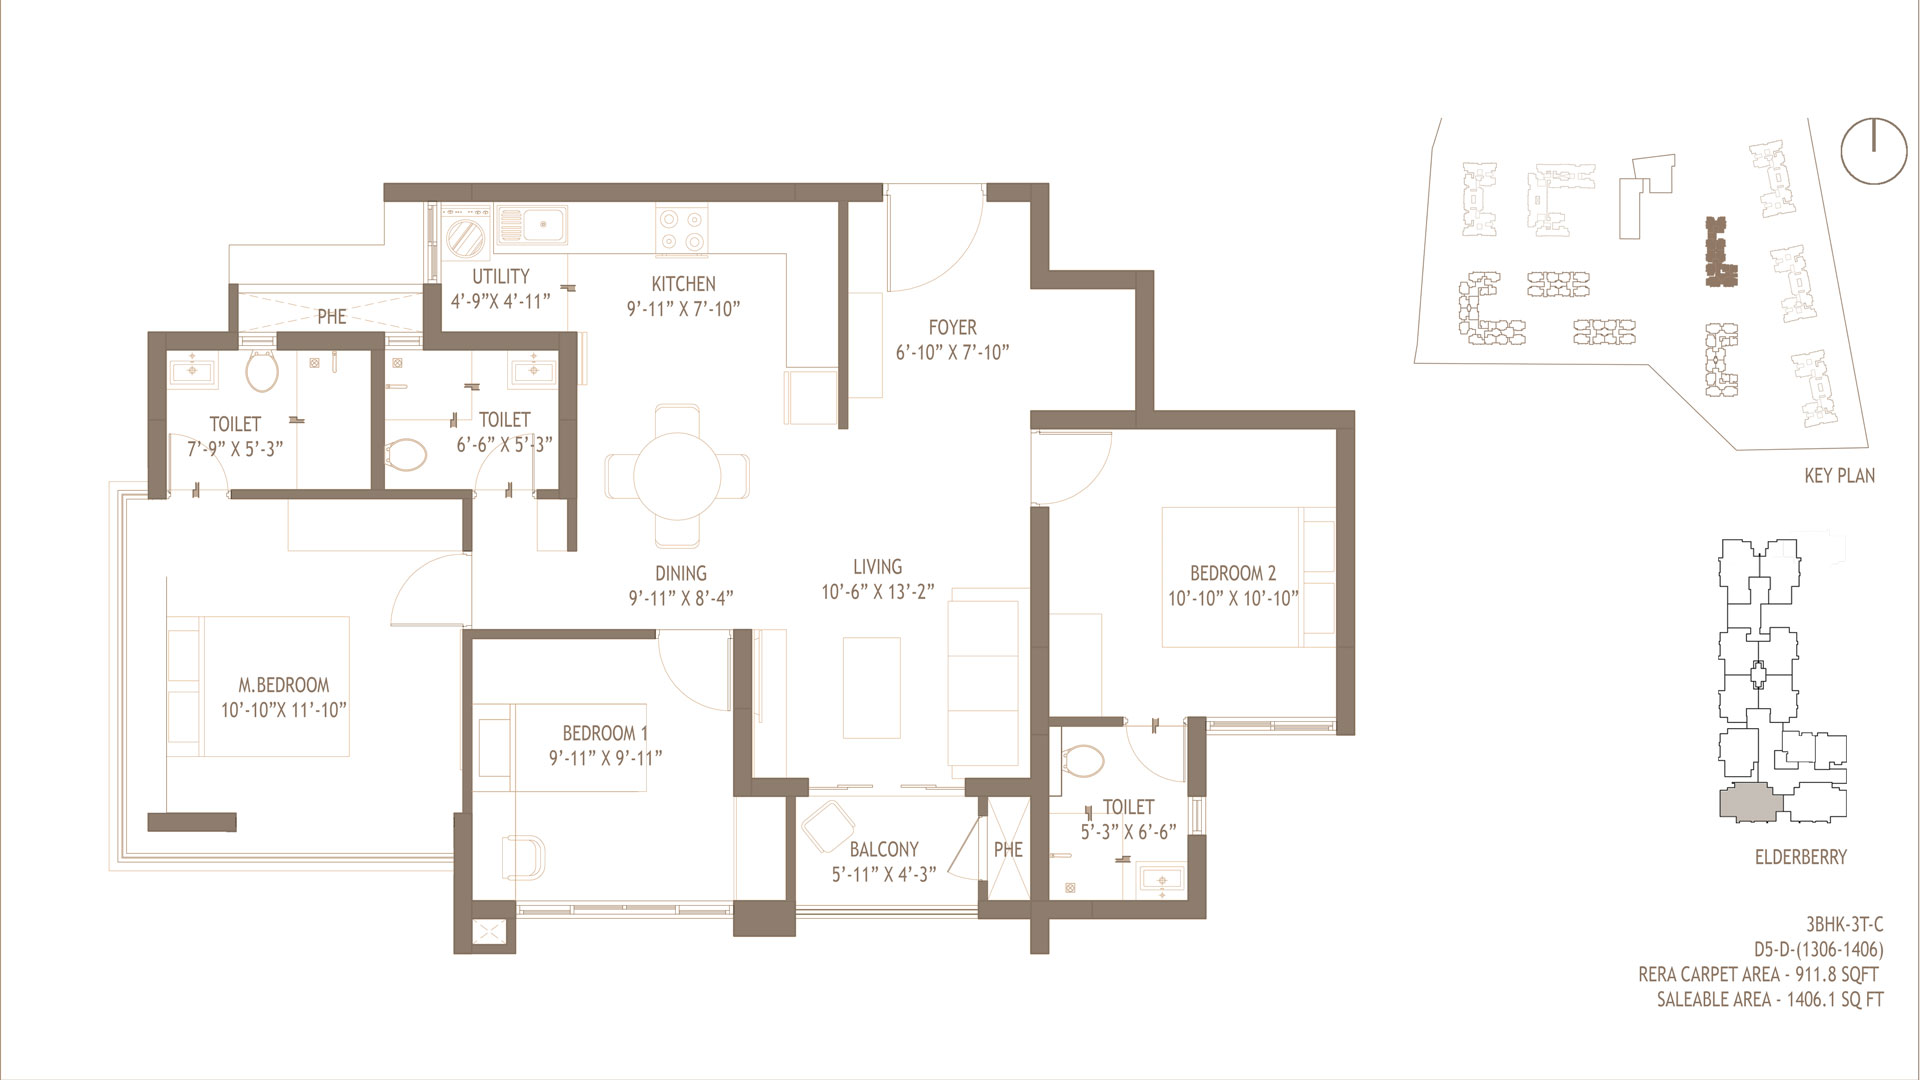 UTILITY
4'-9”X 4'-11”
KITCHEN
9'-11” X 7'-10”
PHE
FOYER
6'-10” X 7'-10”
TOILET
7'-9” X 5'-3”
TOILET
6'-6” X 5'-3”
DINING
9'-11” X 8'-4”
LIVING
10'-6” X 13'-2”
BEDROOM 2
10'-10” X 10'-10”
M.BEDROOM
10'-10”X 11'-10”
BEDROOM 1
9'-11” X 9'-11”
TOILET
5'-3” X 6'-6”
BALCONY
5'-11” X 4'-3”
PHE
KEY PLAN
ELDERBERRY
3BHK-3T-C
D5-D-(1306-1406)
RERA CARPET AREA - 911.8 SQFT
SALEABLE AREA - 1406.1 SQ FT